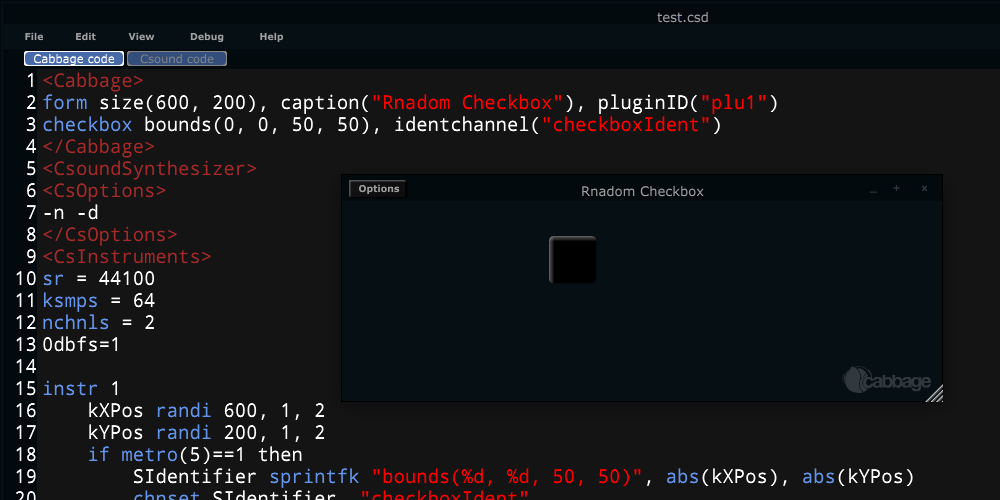 test.csd
File Edit View Debug Help
Cabbage code Csound code
1 <Cabbage>
2 form size(600, 200), caption("Rnadom Checkbox"), pluginID("plu1")
3 checkbox bounds(0, 0, 50, 50), identchannel("checkboxIdent")
4 </Cabbage>
5 <CsoundSynthesizer>
6 <CsOptions>
7 -n -d
8 </CsOptions>
9 <CsInstruments>
10 sr = 44100
11 ksmps = 64
12 nchnls = 2
13 0dbfs=1
14
15 instr 1
16 kXPos randi 600, 1, 2
17 kYPos randi 200, 1, 2
18 if metro(5)==1 then
19 SIdentifier sprintfk "bounds(%d, %d, 50, 50)", abs(kXPos), abs(kYPos)
20 chnset SIdentifier, "checkboxIdent"
Options Rnadom Checkbox _ + x
cabbage